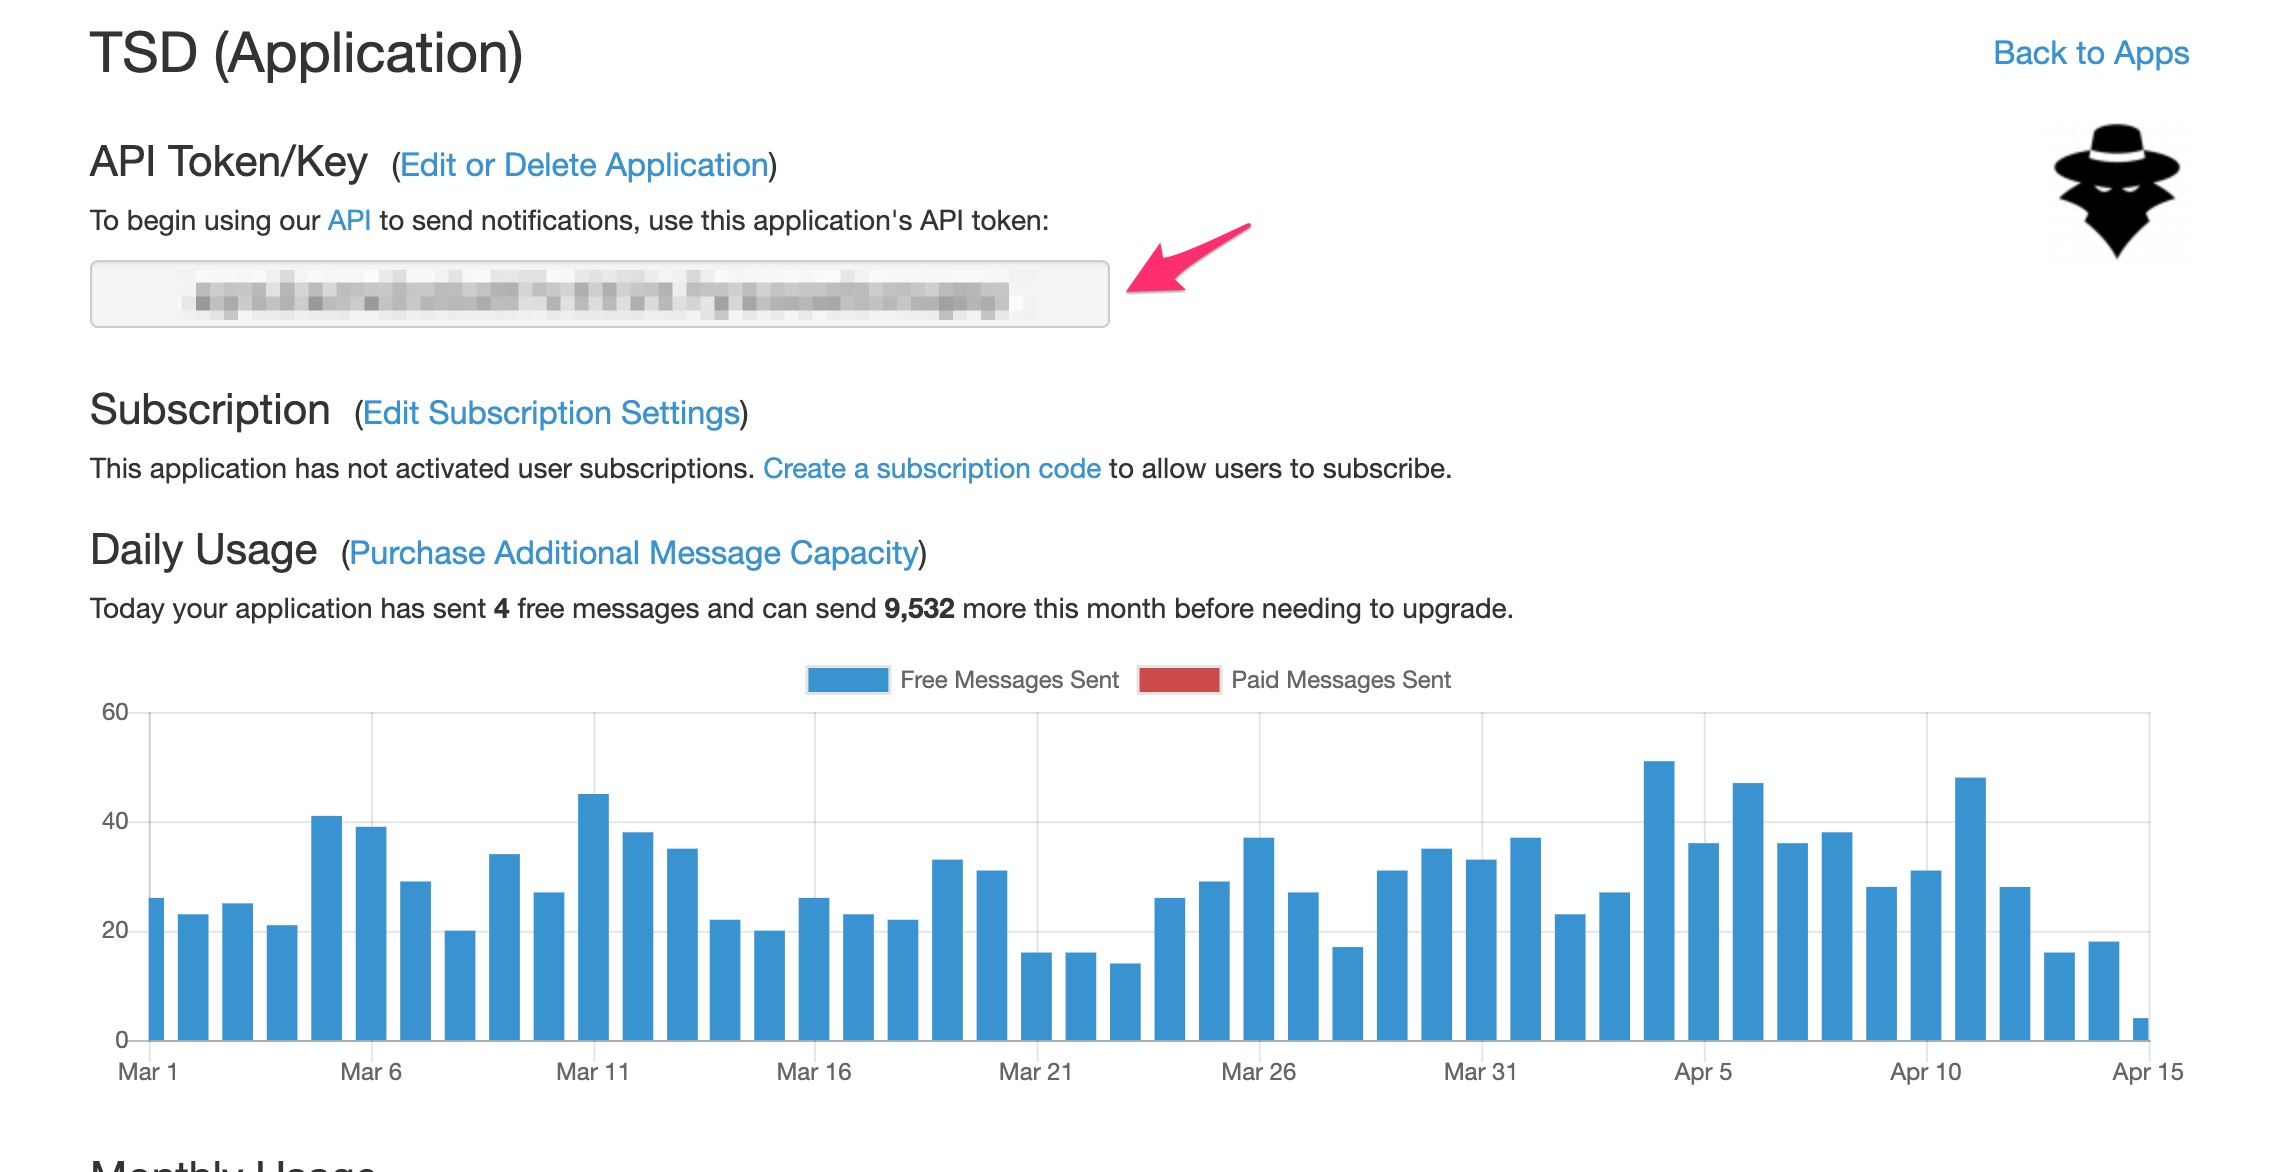 TSD (Application)
Back to Apps
API Token/Key (Edit or Delete Application)
To begin using our API to send notifications, use this application's API token:
Subscription (Edit Subscription Settings)
This application has not activated user subscriptions. Create a subscription code to allow users to subscribe.
Daily Usage (Purchase Additional Message Capacity)
Today your application has sent 4 free messages and can send 9,532 more this month before needing to upgrade.
Free Messages Sent Paid Messages Sent
60
40
20
0
Mar 1 Mar 6 Mar 11 Mar 16 Mar 21 Mar 26 Mar 31 Apr 5 Apr 10 Apr 15
Monthly Usage